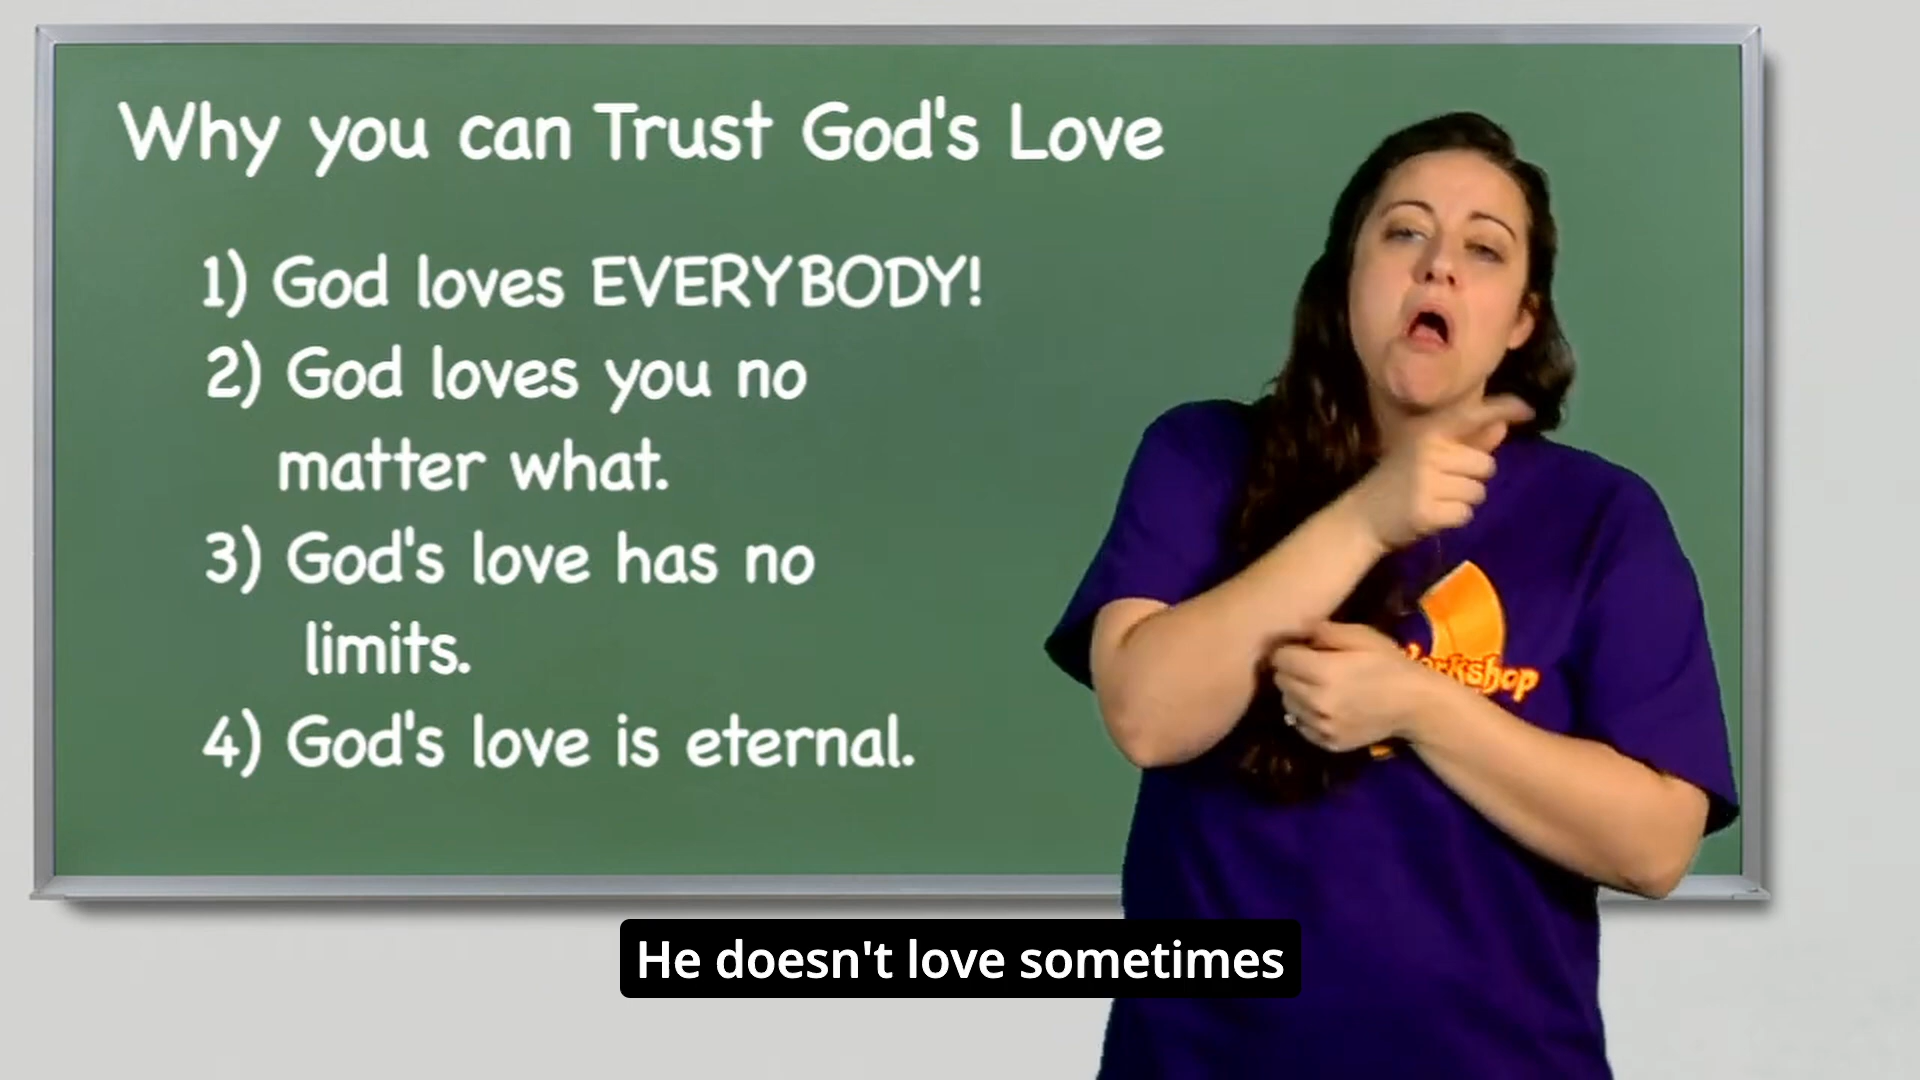 Why you can Trust God's Love
1) God loves EVERYBODY!
2) God loves you no
matter what.
3) God's love has no
limits.
4) God's love is eternal.
He doesn't love sometimes